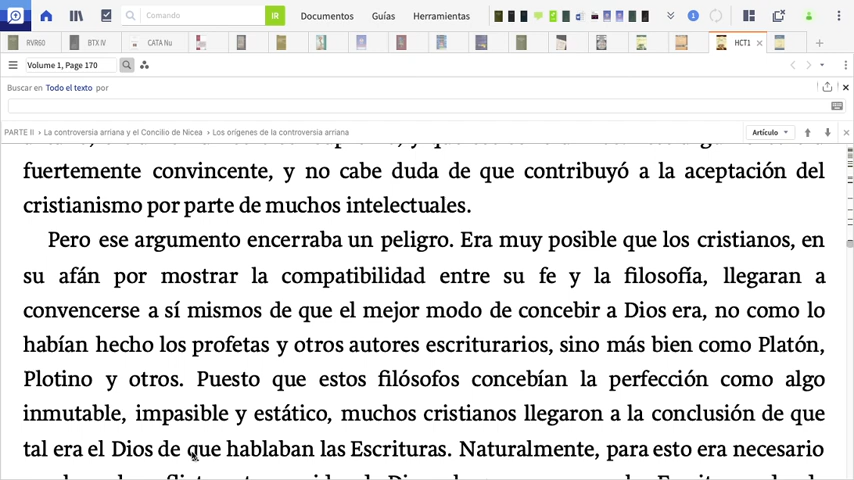 Comando
IR
Documentos
Guías
Herramientas
1
RVR60
BTX IV
CATA Nu
HCT1
Volume 1, Page 170
Buscar en Todo el texto por
PARTE II › La controversia arriana y el Concilio de Nicea › Los orígenes de la controversia arriana
Artículo
fuertemente convincente, y no cabe duda de que contribuyó a la aceptación del
cristianismo por parte de muchos intelectuales.
Pero ese argumento encerraba un peligro. Era muy posible que los cristianos, en
su afán por mostrar la compatibilidad entre su fe y la filosofía, llegaran a
convencerse a sí mismos de que el mejor modo de concebir a Dios era, no como lo
habían hecho los profetas y otros autores escriturarios, sino más bien como Platón,
Plotino y otros. Puesto que estos filósofos concebían la perfección como algo
inmutable, impasible y estático, muchos cristianos llegaron a la conclusión de que
tal era el Dios de que hablaban las Escrituras. Naturalmente, para esto era necesario